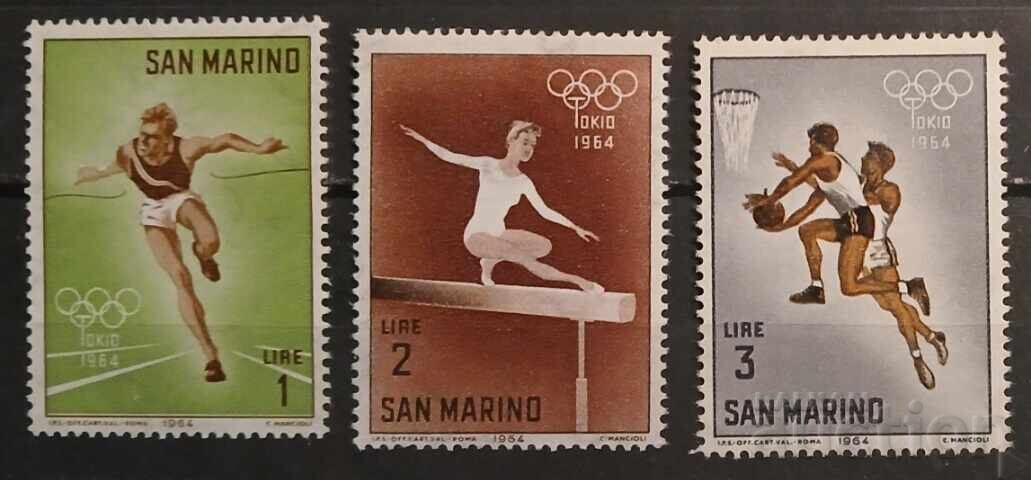 SAN MARINO
TOKIO
1964
LIRE
1
I.P.S.-OFF.CART.VAL.-ROMA 1964 C. MANCIOLI
TOKIO
1964
LIRE
2
SAN MARINO
I.P.S.-OFF.CART.VAL.-ROMA 1964 C. MANCIOLI
TOKIO
1964
LIRE
3
SAN MARINO
I.P.S.-OFF.CART.VAL.-ROMA 1964 C. MANCIOLI